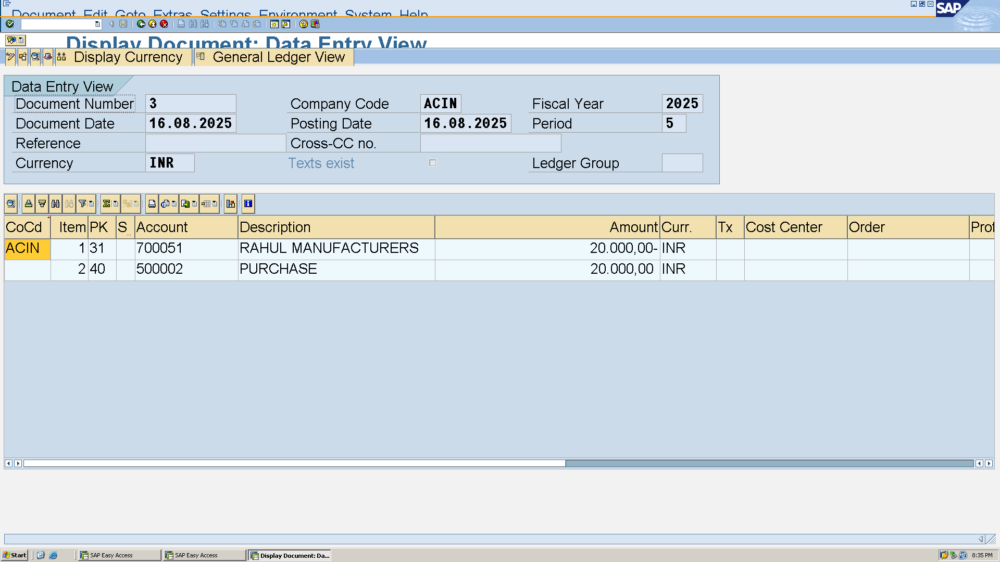 Document Edit Goto Extras Settings Environment System Help
SAP
Display Document: Data Entry View
Display Currency General Ledger View
Data Entry View
Document Number 3 Company Code ACIN Fiscal Year 2025
Document Date 16.08.2025 Posting Date 16.08.2025 Period 5
Reference Cross-CC no.
Currency INR Texts exist Ledger Group
CoCd Item PK S... Account Description Amount Curr. Tx Cost Center Order Prof
ACIN 1 31 700051 RAHUL MANUFACTURERS 20.000,00- INR
2 40 500002 PURCHASE 20.000,00 INR
Start SAP Easy Access SAP Easy Access Display Document: Da... 8:35 PM